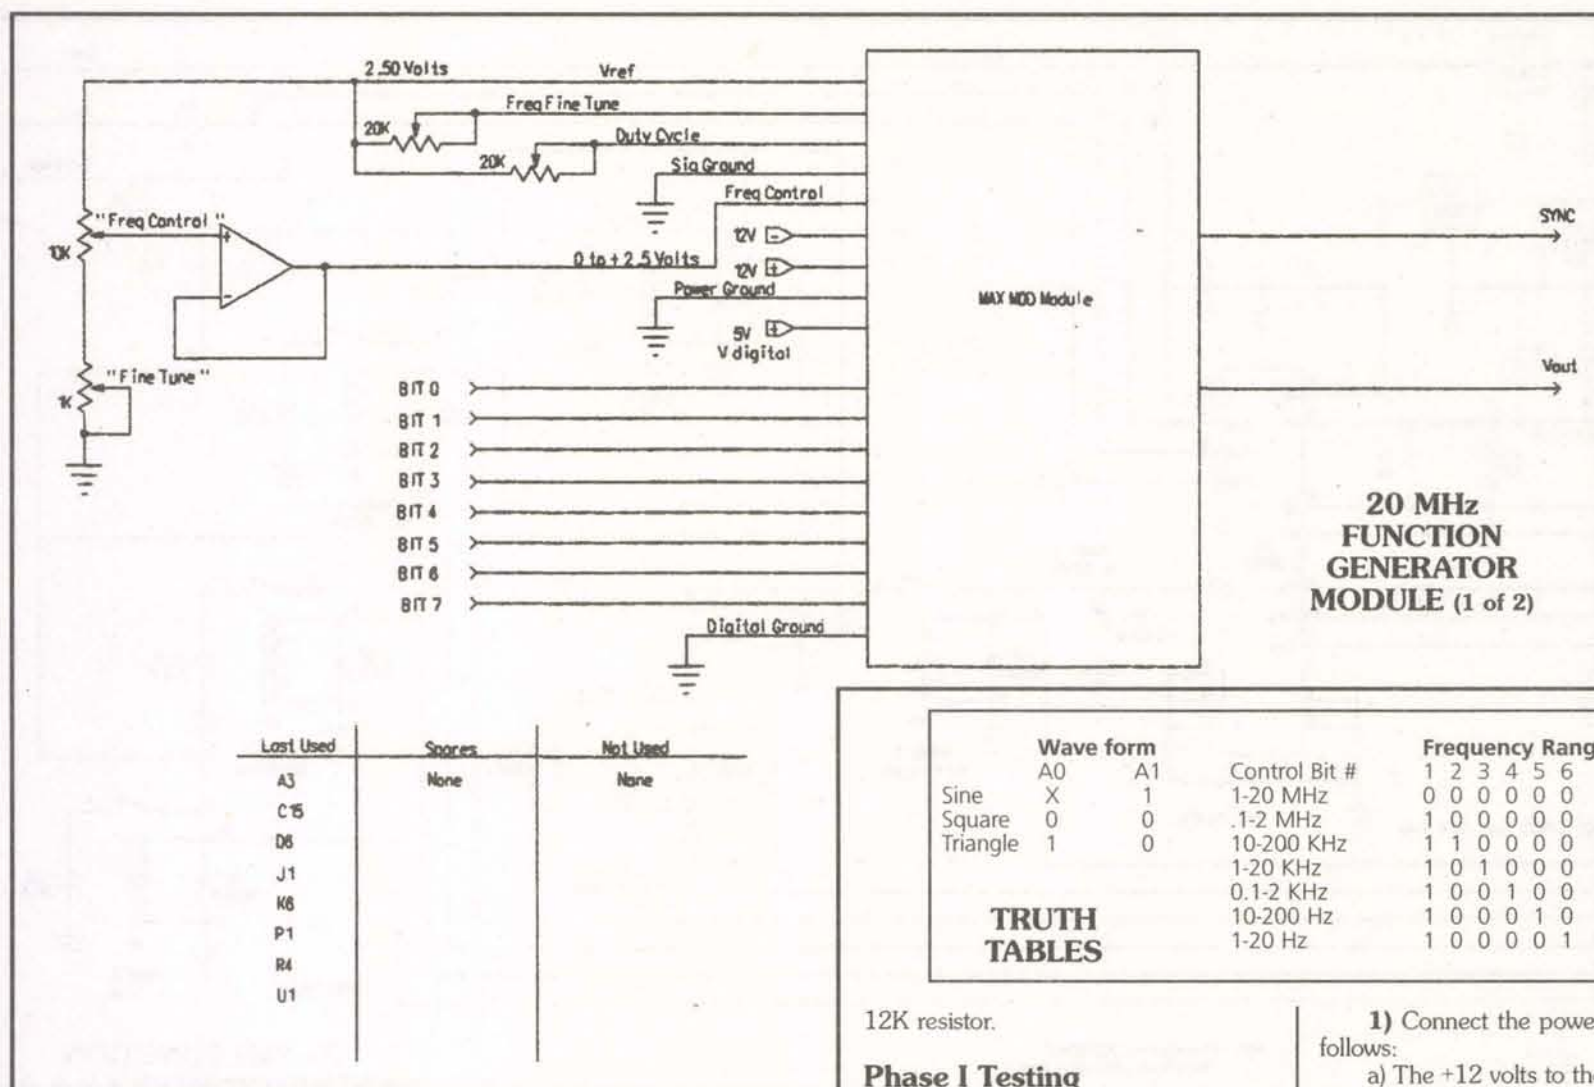 2.50 Volts
Vref
Freq Fine Tune
20K
Duty Cycle
20K
Sig Ground
Freq Control
"Freq Control"
10K
+
-
12V -
0 to +2.5 Volts
12V +
Power Ground
5V +
V digital
"Fine Tune"
1K
BIT 0
BIT 1
BIT 2
BIT 3
BIT 4
BIT 5
BIT 6
BIT 7
Digital Ground
MAX MOD Module
SYNC
Vout
20 MHz
FUNCTION
GENERATOR
MODULE (1 of 2)
Last Used Spares Not Used
A3 None None
C15
D6
J1
K6
P1
R4
U1
Wave form Frequency Rang
A0 A1 Control Bit # 1 2 3 4 5 6
Sine X 1 1-20 MHz 0 0 0 0 0 0
Square 0 0 .1-2 MHz 1 0 0 0 0 0
Triangle 1 0 10-200 KHz 1 1 0 0 0 0
1-20 KHz 1 0 1 0 0 0
0.1-2 KHz 1 0 0 1 0 0
10-200 Hz 1 0 0 0 1 0
1-20 Hz 1 0 0 0 0 1
TRUTH
TABLES
12K resistor.
Phase I Testing
1) Connect the powe
follows:
a) The +12 volts to th